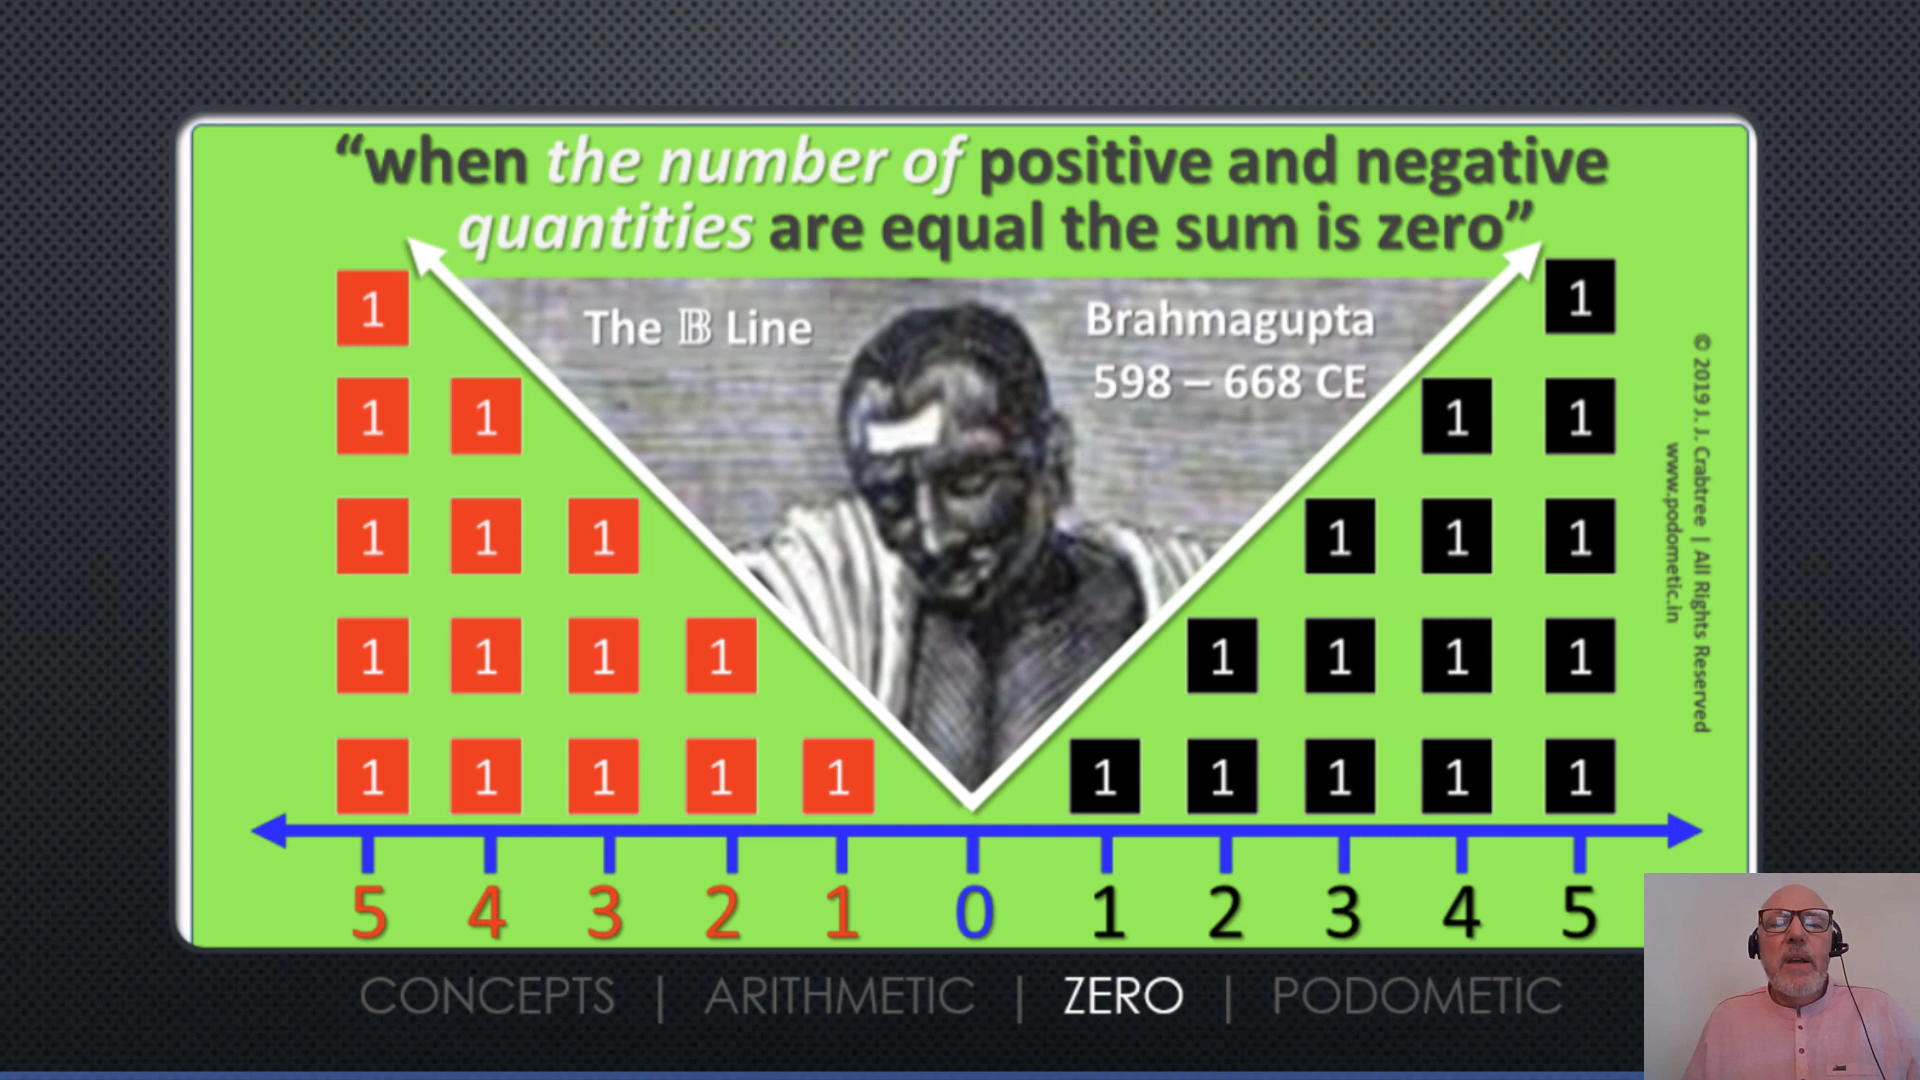 “when the number of positive and negative
quantities are equal the sum is zero”
The 𝔹 Line
Brahmagupta
598 – 668 CE
1 1
1 1 1 1
1 1 1 1 1 1
1 1 1 1 1 1 1 1
1 1 1 1 1 1 1 1 1 1
5 4 3 2 1 0 1 2 3 4 5
© 2019 J. J. Crabtree | All Rights Reserved
www.podometic.in
CONCEPTS | ARITHMETIC | ZERO | PODOMETIC